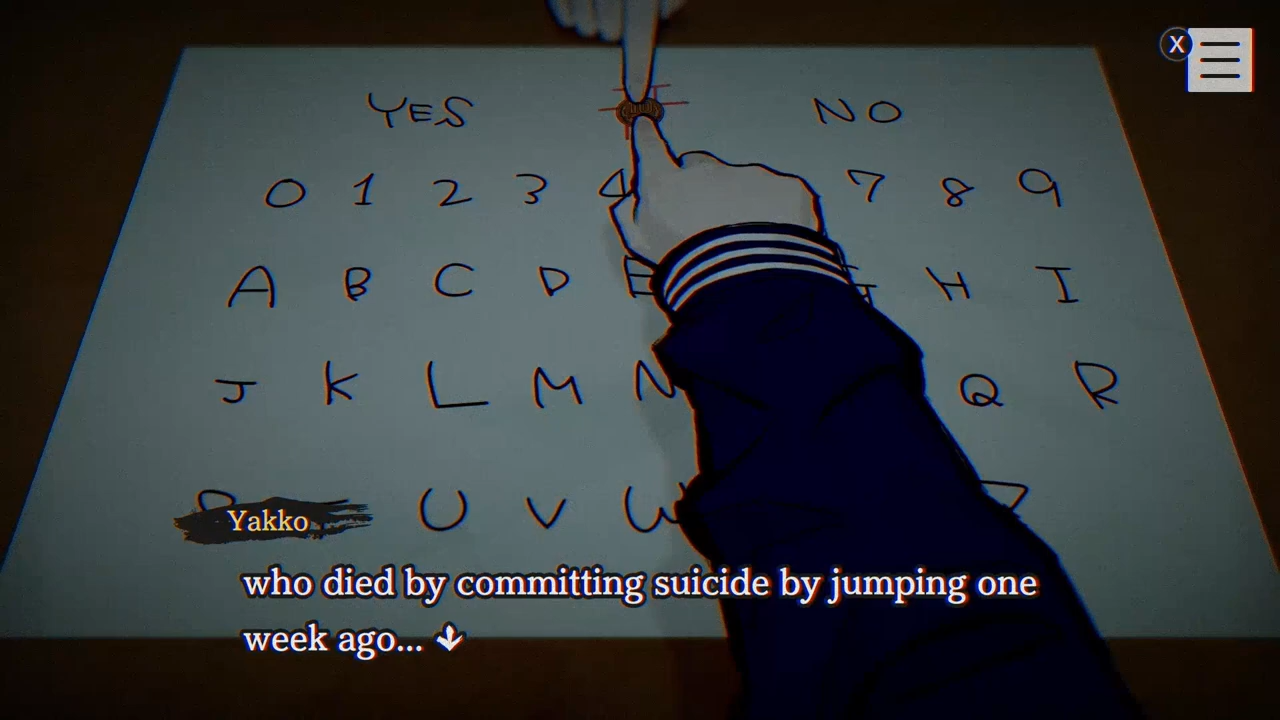 X
YES NO
0 1 2 3 4 7 8 9
A B C D E H I
J K L M N Q R
U V W
Yakko
who died by committing suicide by jumping one
week ago...